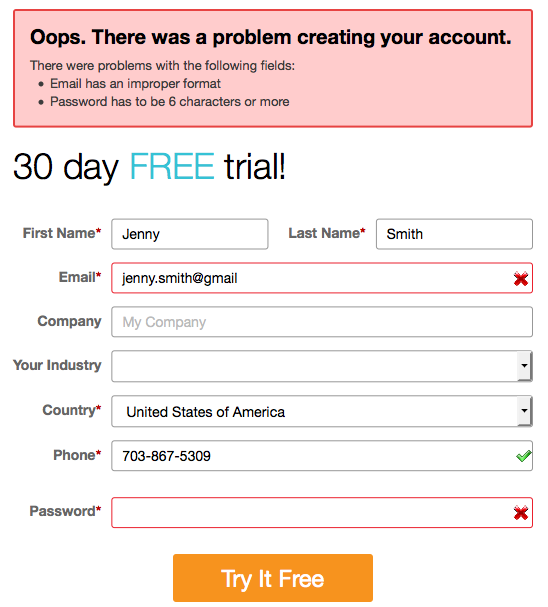 Oops. There was a problem creating your account.
There were problems with the following fields:
• Email has an improper format
• Password has to be 6 characters or more
30 day FREE trial!
First Name* Jenny Last Name* Smith
Email* jenny.smith@gmail
Company My Company
Your Industry
Country* United States of America
Phone* 703-867-5309
Password*
Try It Free